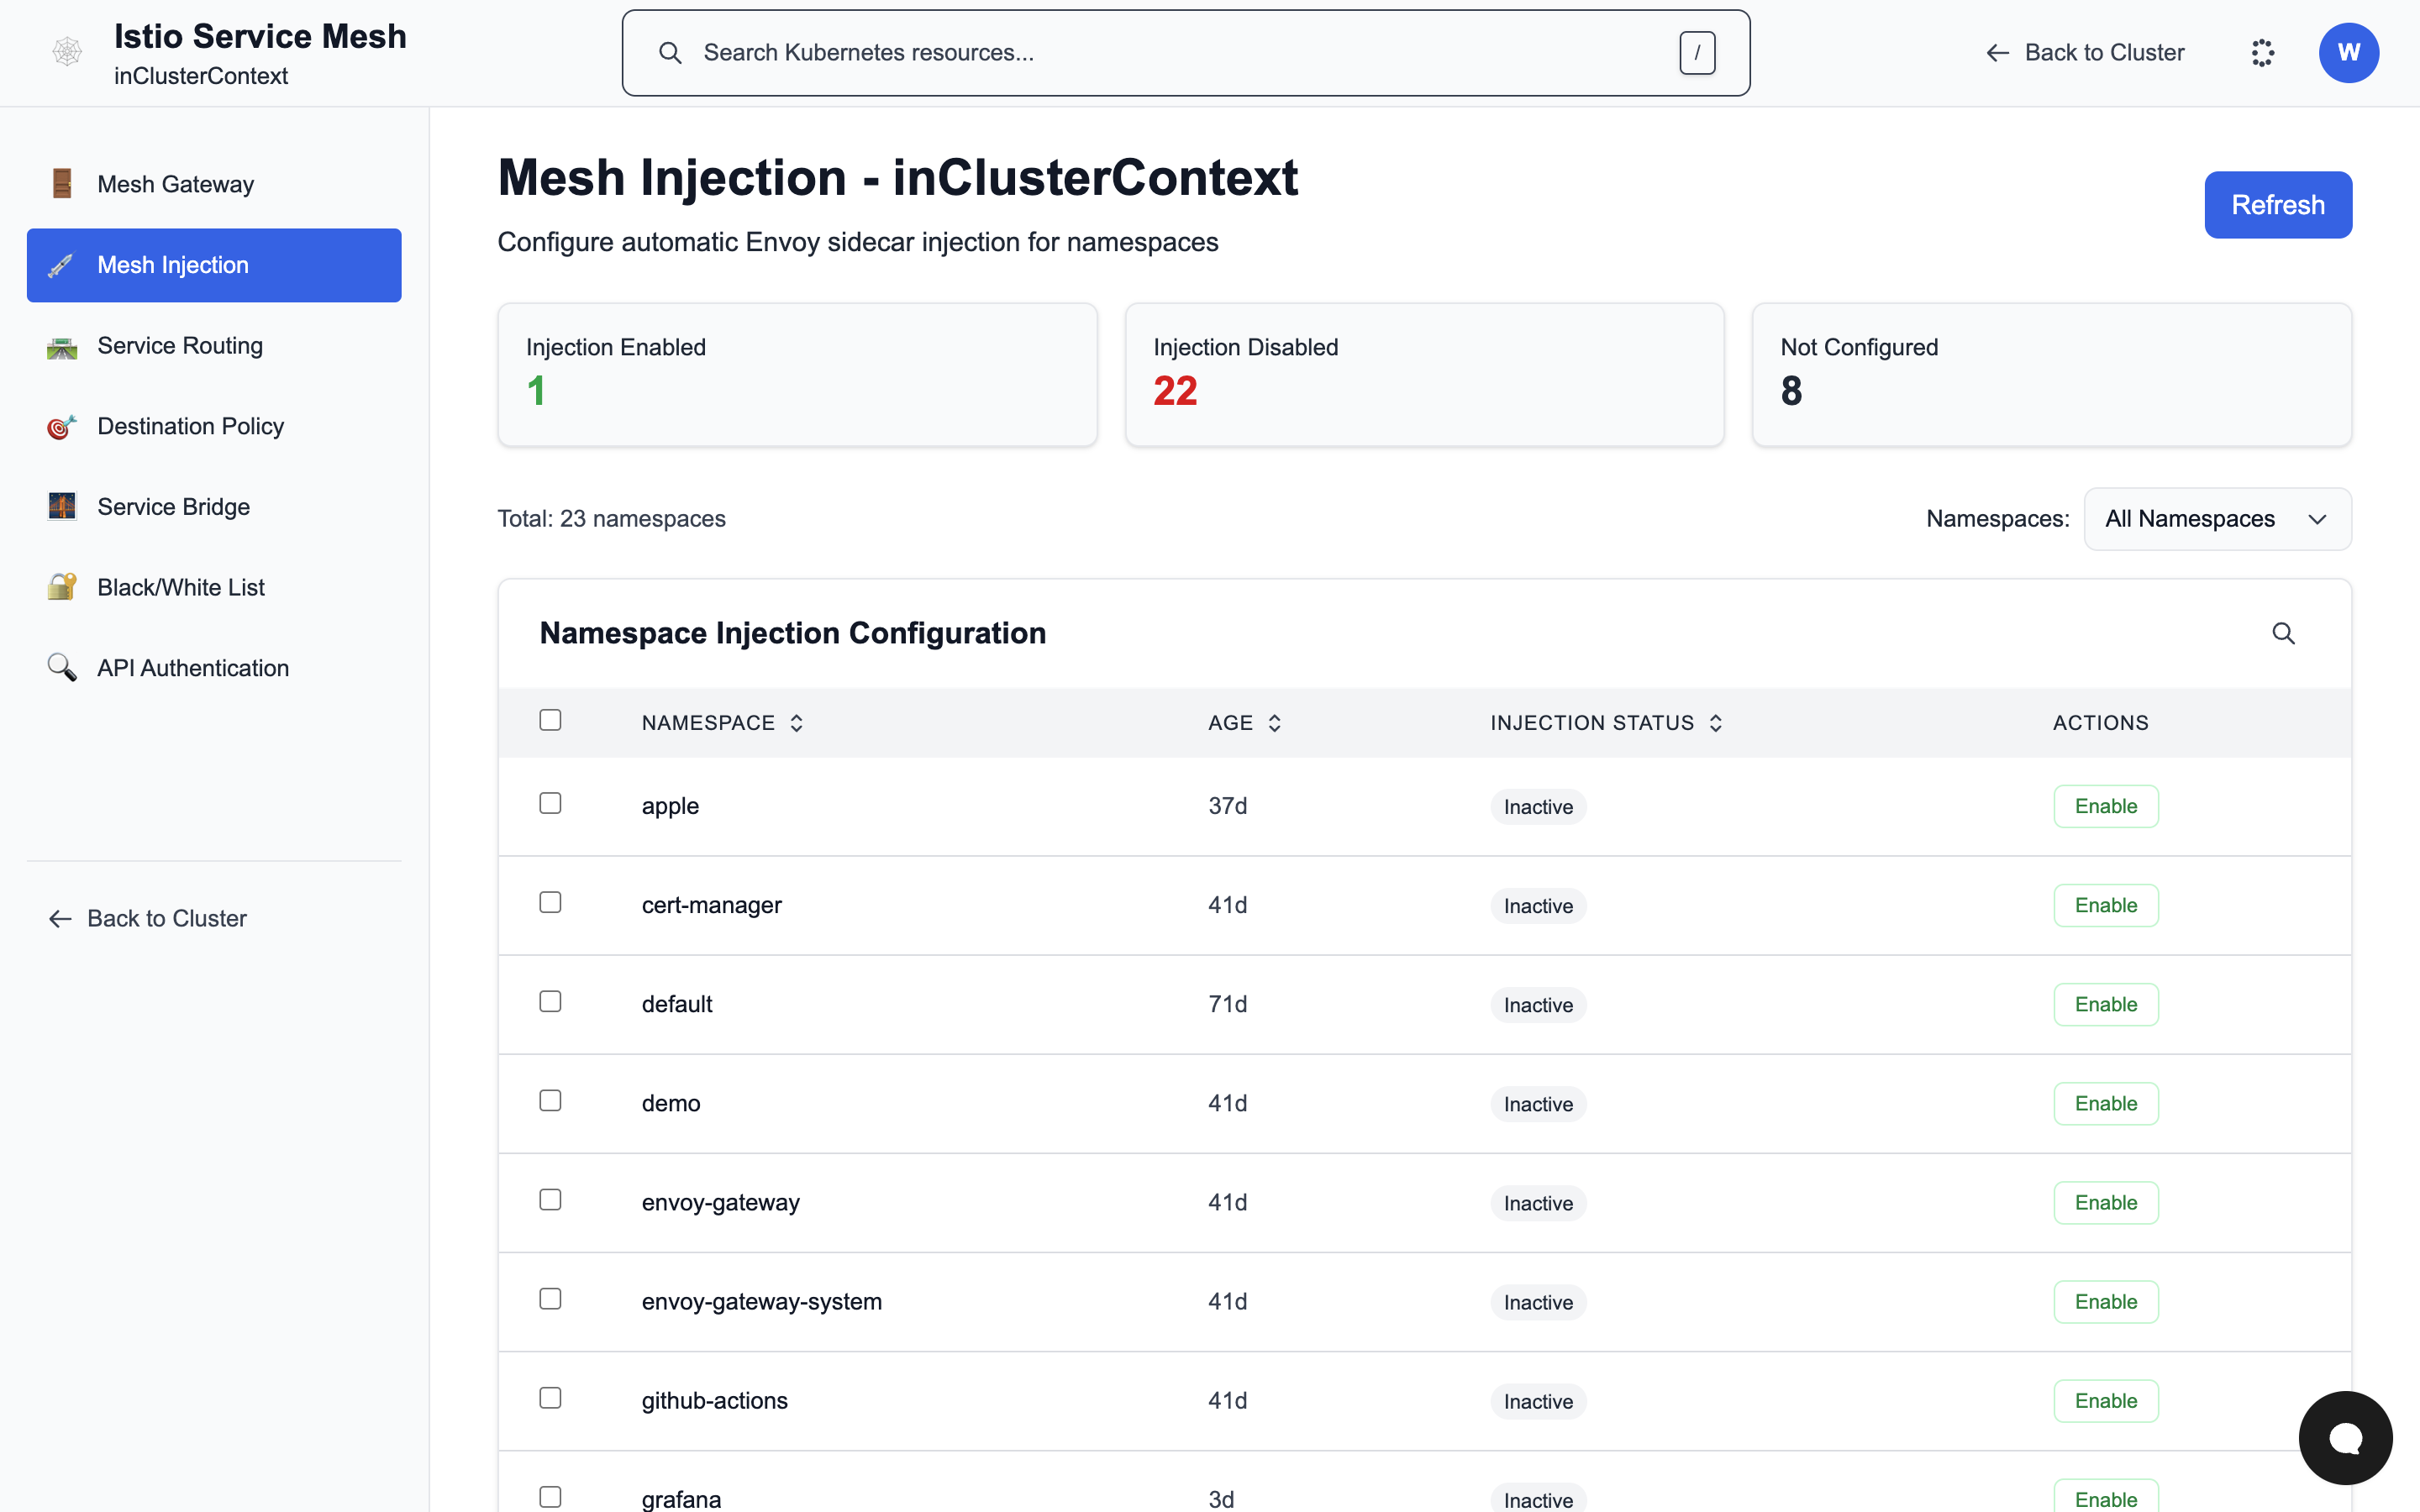 Istio Service Mesh
inClusterContext
Search Kubernetes resources...
/
Back to Cluster
W
Mesh Gateway
Mesh Injection
Service Routing
Destination Policy
Service Bridge
Black/White List
API Authentication
Back to Cluster
Mesh Injection - inClusterContext
Configure automatic Envoy sidecar injection for namespaces
Refresh
Injection Enabled
1
Injection Disabled
22
Not Configured
8
Total: 23 namespaces
Namespaces: All Namespaces
Namespace Injection Configuration
NAMESPACE AGE INJECTION STATUS ACTIONS
apple 37d Inactive Enable
cert-manager 41d Inactive Enable
default 71d Inactive Enable
demo 41d Inactive Enable
envoy-gateway 41d Inactive Enable
envoy-gateway-system 41d Inactive Enable
github-actions 41d Inactive Enable
grafana 3d Inactive Enable